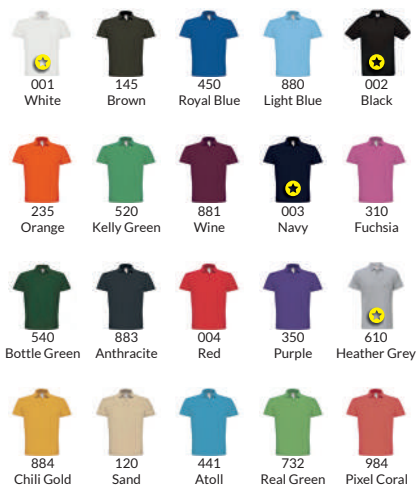 001 145 450 880 002
White Brown Royal Blue Light Blue Black
235 520 881 003 310
Orange Kelly Green Wine Navy Fuchsia
540 883 004 350 610
Bottle Green Anthracite Red Purple Heather Grey
884 120 441 732 984
Chili Gold Sand Atoll Real Green Pixel Coral